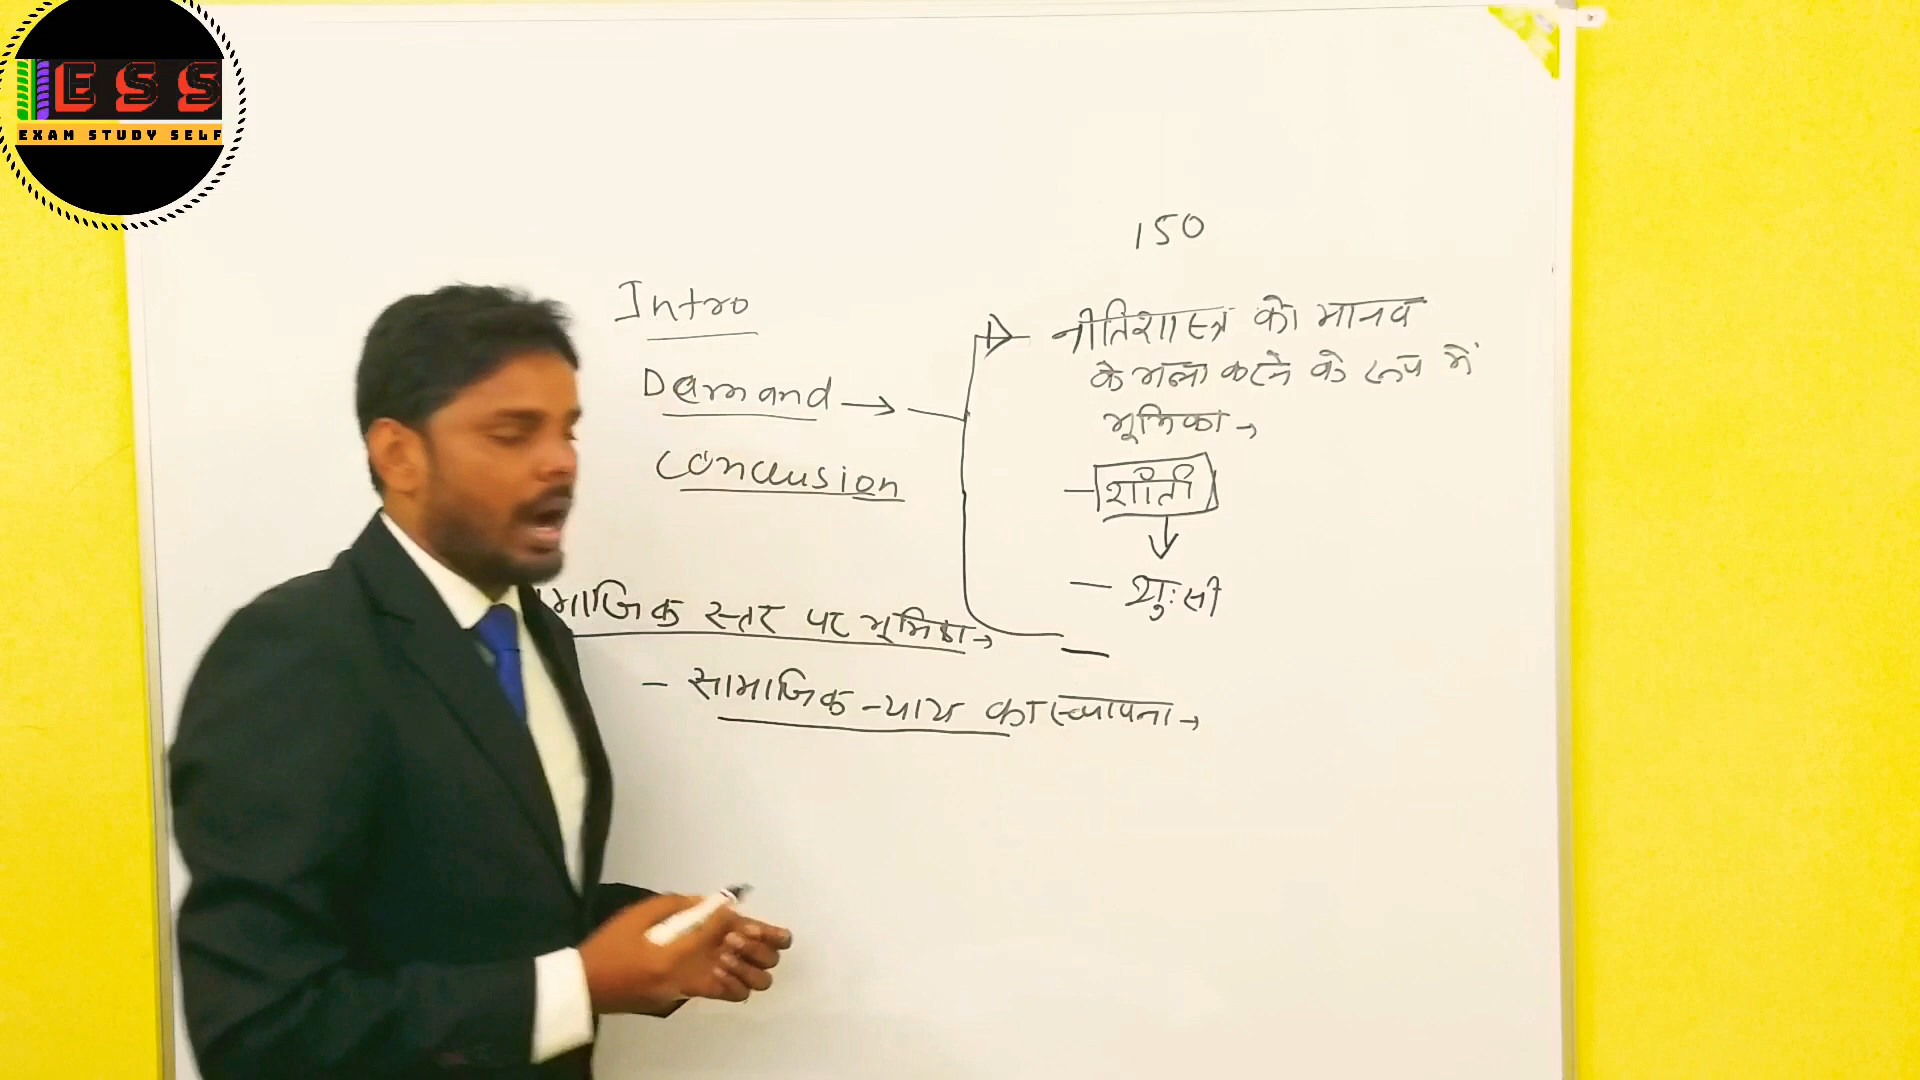 ESS
EXAM STUDY SELF
150
Intro
Demand →
Conclusion
नीतिशास्त्र को मानव
के भला करने के रूप में
भूमिका →
- शांती
- शु:सी
माजिक स्तर पर भूमिका →
- सामाजिक न्याय का स्थापना →